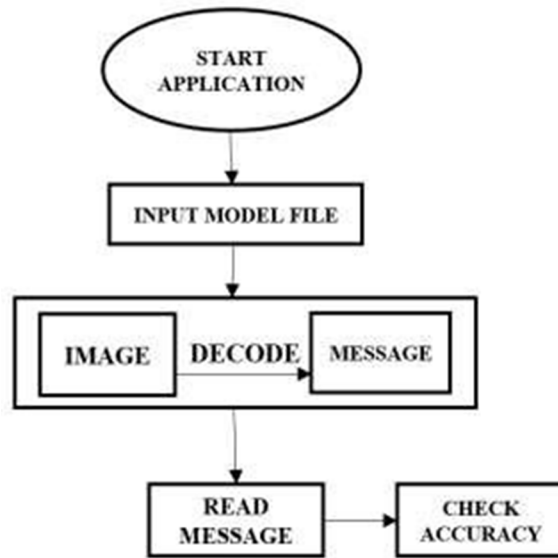 START
APPLICATION
INPUT MODEL FILE
IMAGE
DECODE
MESSAGE
READ
MESSAGE
CHECK
ACCURACY